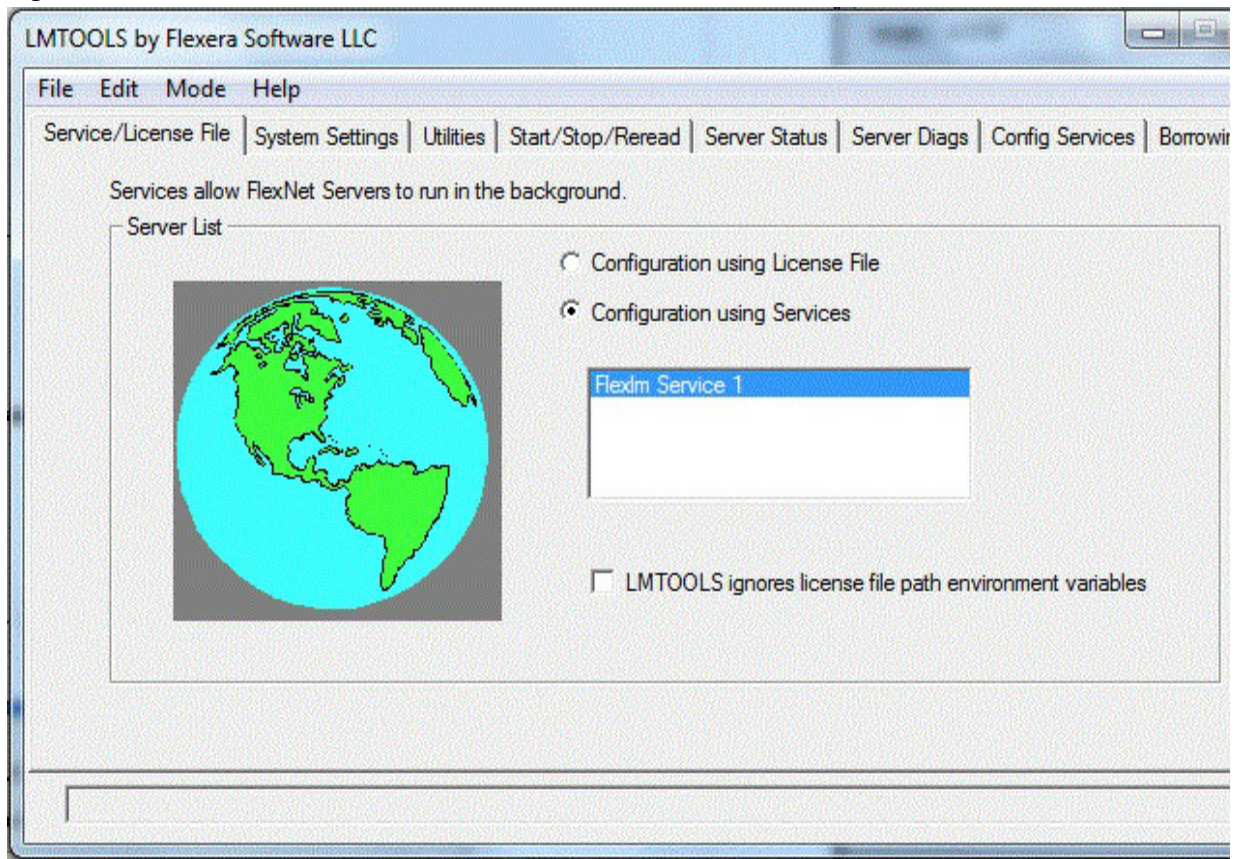 LMTOOLS by Flexera Software LLC
File Edit Mode Help
Service/License File System Settings Utilities Start/Stop/Reread Server Status Server Diags Config Services
Services allow FlexNet Servers to run in the background.
Server List
Configuration using License File
Configuration using Services
Flexlm Service 1
LMTOOLS ignores license file path environment variables